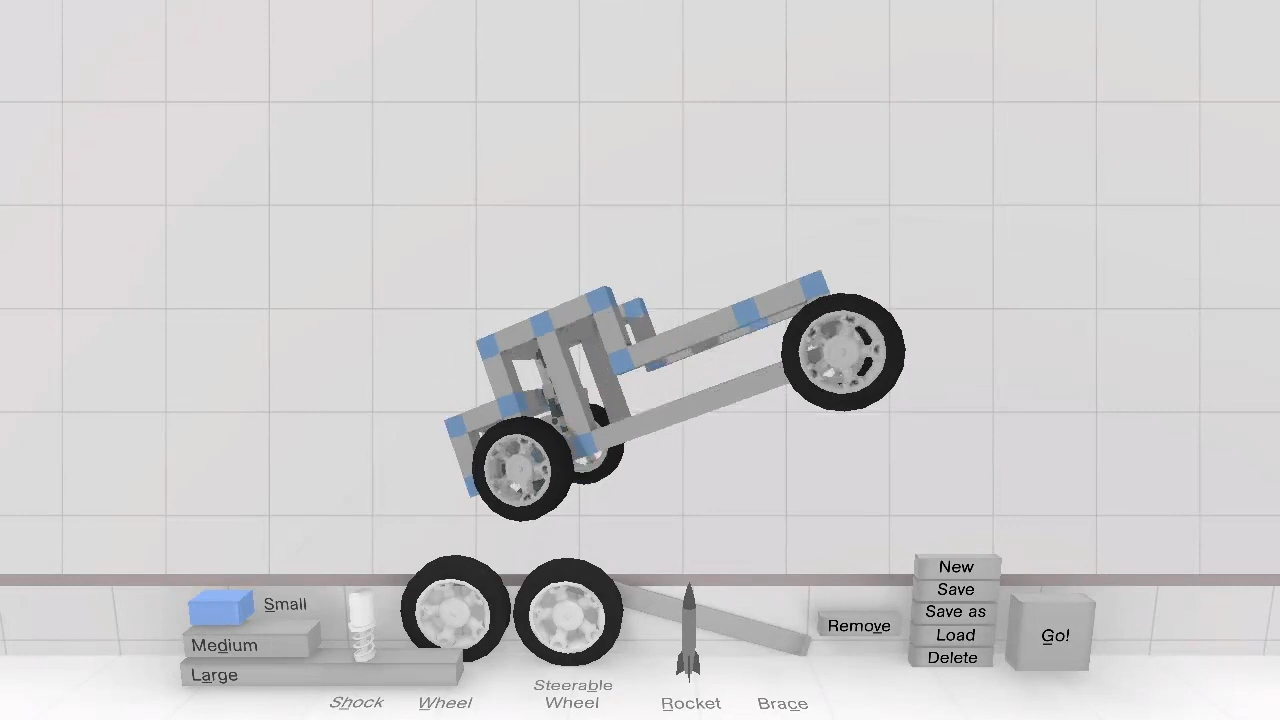 Small
Medium
Large
Shock
Wheel
Steerable
Wheel
Rocket
Brace
Remove
New
Save
Save as
Load
Delete
Go!